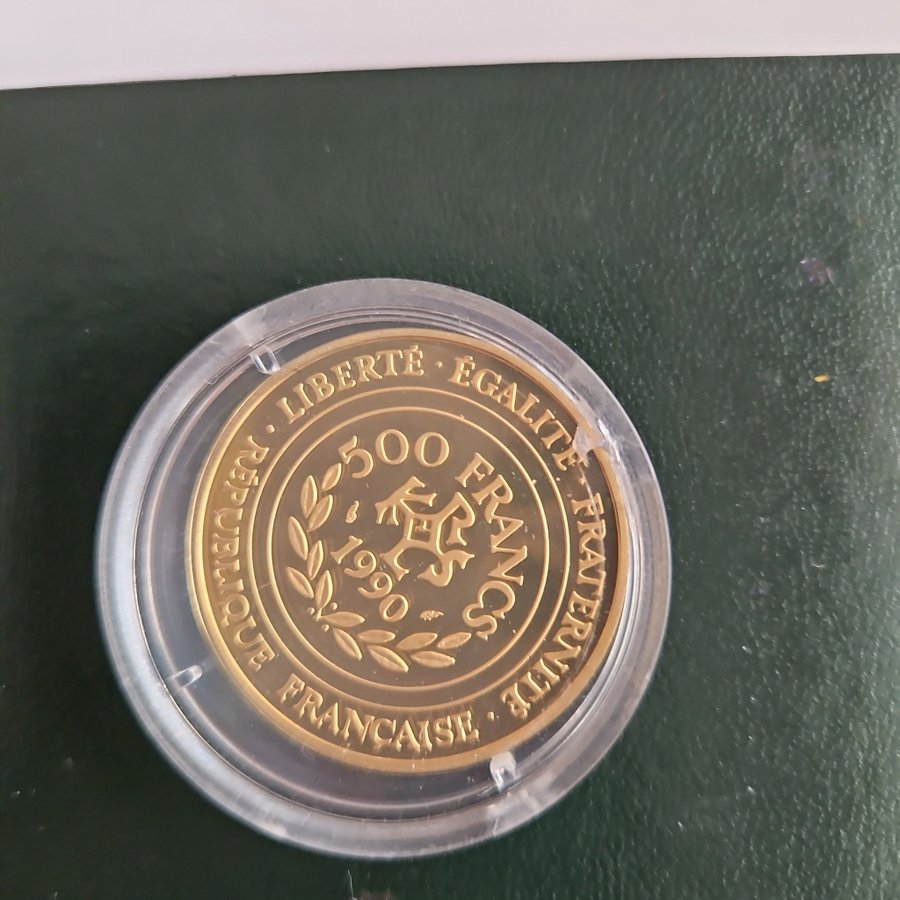 LIBERTÉ · ÉGALITÉ · FRATERNITÉ ·
RÉPUBLIQUE FRANÇAISE
500 FRANCS
1990